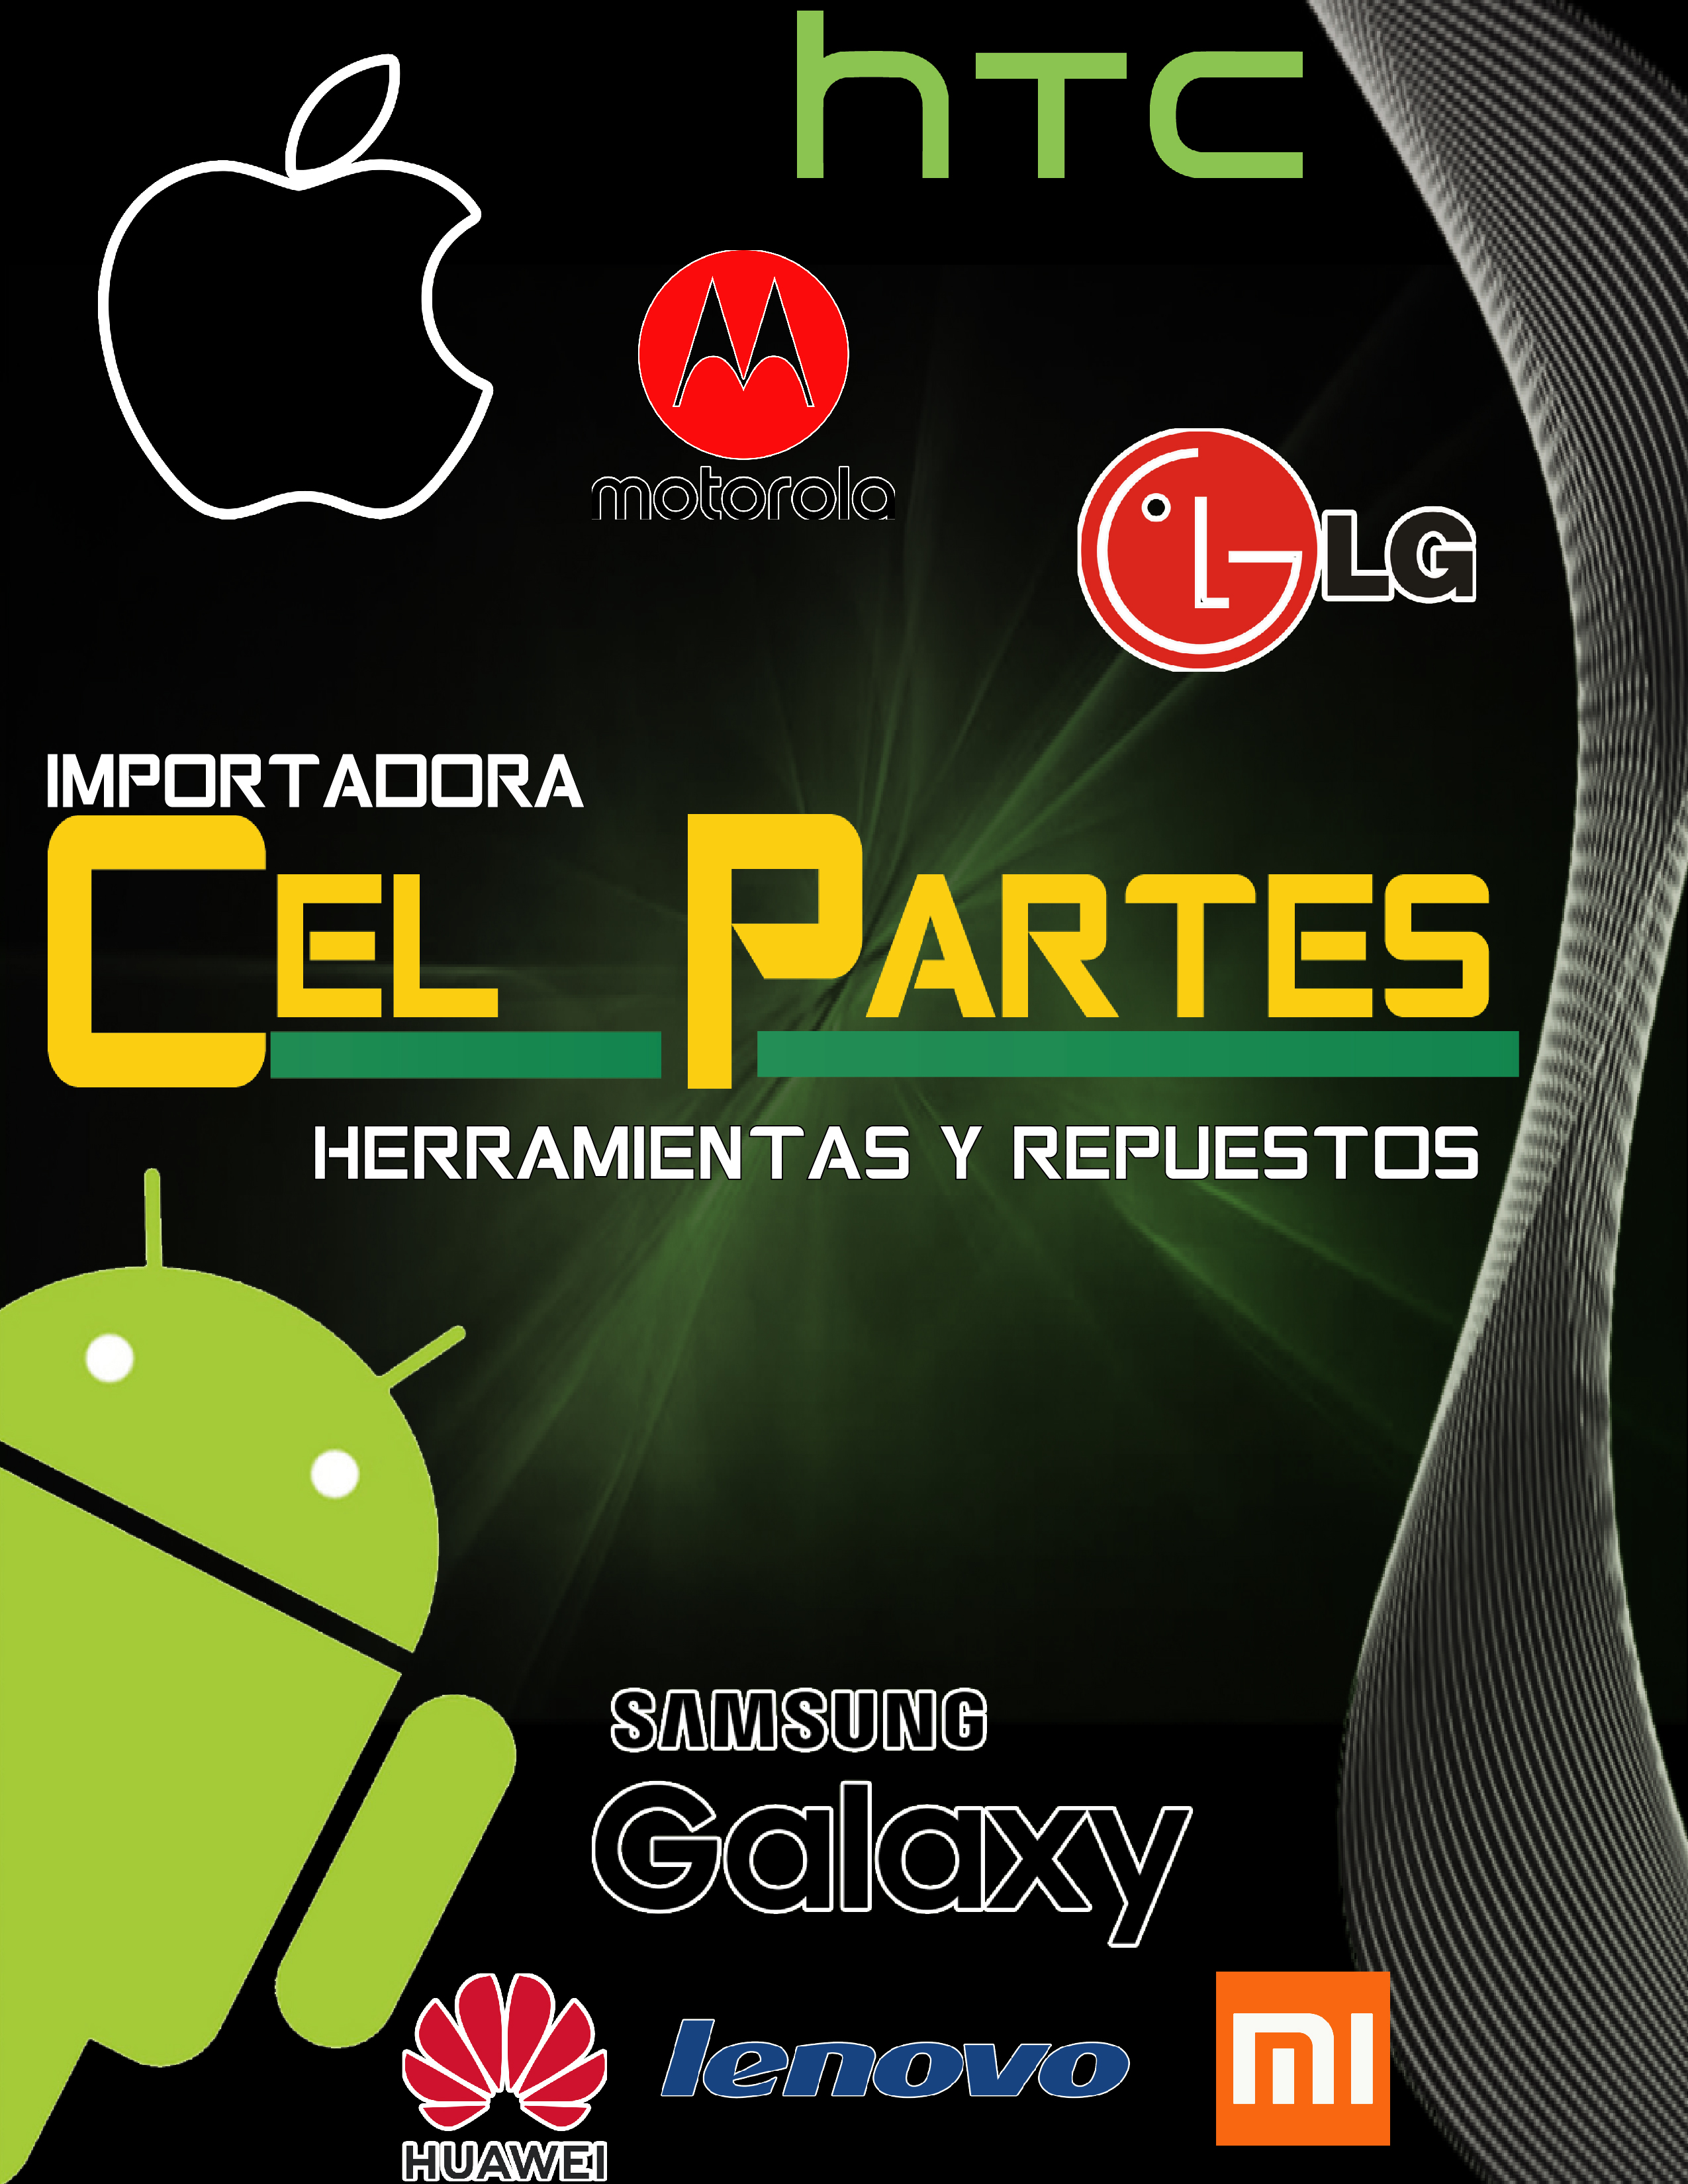 hTC
motorola
LG
IMPORTADORA
CEL PARTES
HERRAMIENTAS Y REPUESTOS
SAMSUNG
Galaxy
HUAWEI
lenovo
mi